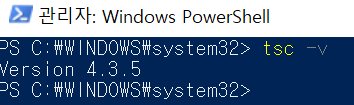 관리자: Windows PowerShell
PS C:₩WINDOWS₩system32> tsc -v
Version 4.3.5
PS C:₩WINDOWS₩system32>